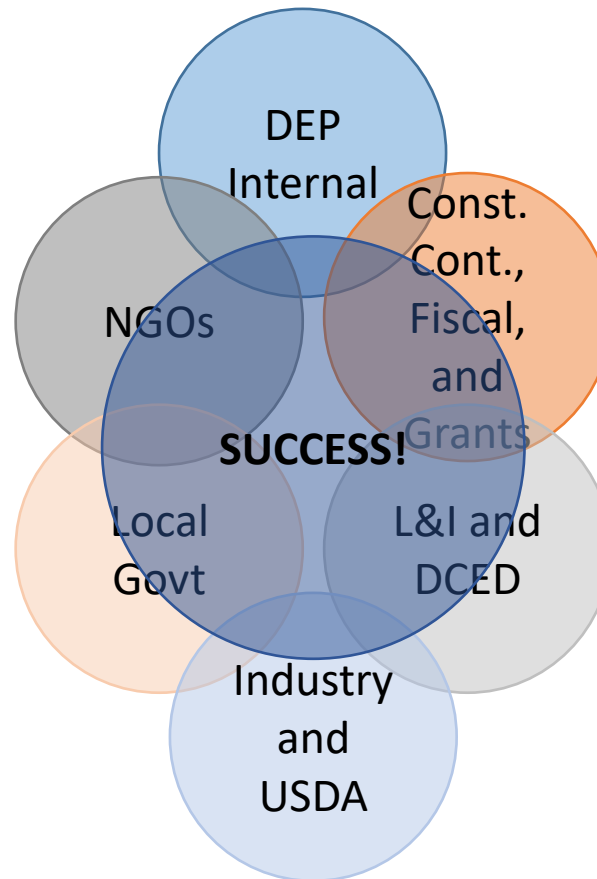 DEP
Internal
Const.
Cont.,
Fiscal,
and
Grants
NGOs
SUCCESS!
Local
Govt
L&I and
DCED
Industry
and
USDA